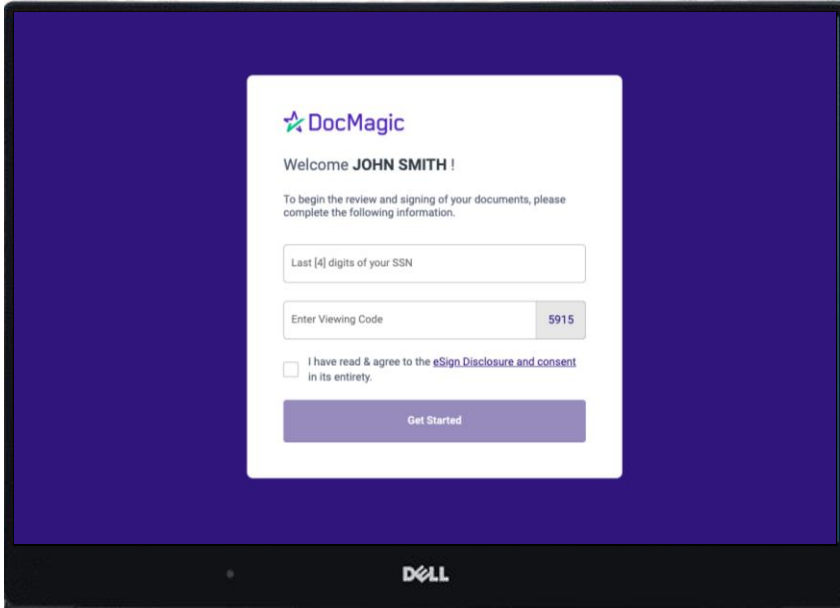 DocMagic
Welcome JOHN SMITH !
To begin the review and signing of your documents, please
complete the following information.
Last [4] digits of your SSN
Enter Viewing Code
5915
I have read & agree to the eSign Disclosure and consent
in its entirety.
Get Started
DELL